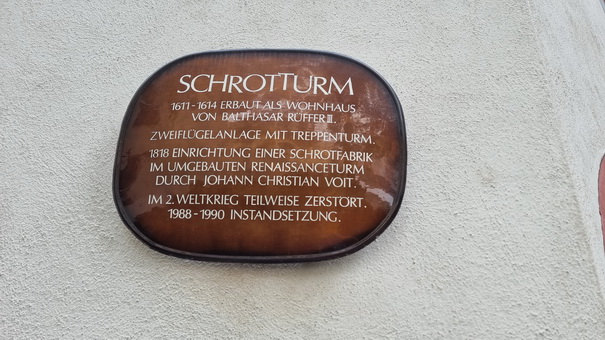 SCHROTTURM
1611-1614 ERBAUT ALS WOHNHAUS
VON BALTHASAR RÜFFER III.
ZWEIFLÜGELANLAGE MIT TREPPENTURM.
1818 EINRICHTUNG EINER SCHROTFABRIK
IM UMGEBAUTEN RENAISSANCETURM
DURCH JOHANN CHRISTIAN VOIT.
IM 2. WELTKRIEG TEILWEISE ZERSTÖRT.
1988-1990 INSTANDSETZUNG.